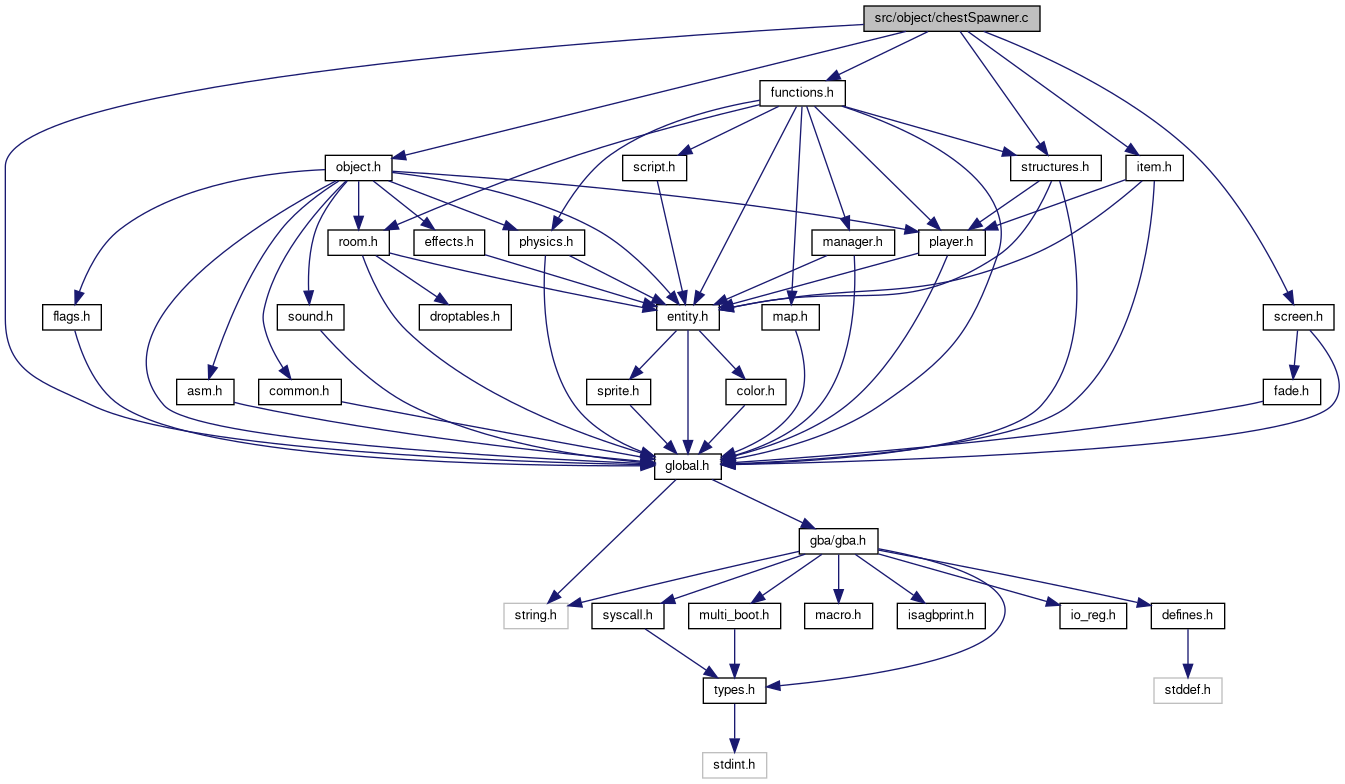 src/object/chestSpawner.c
functions.h
object.h
script.h
structures.h
item.h
room.h
effects.h
physics.h
manager.h
player.h
flags.h
sound.h
droptables.h
entity.h
map.h
screen.h
asm.h
common.h
sprite.h
color.h
fade.h
global.h
gba/gba.h
string.h
syscall.h
multi_boot.h
macro.h
isagbprint.h
io_reg.h
defines.h
types.h
stddef.h
stdint.h